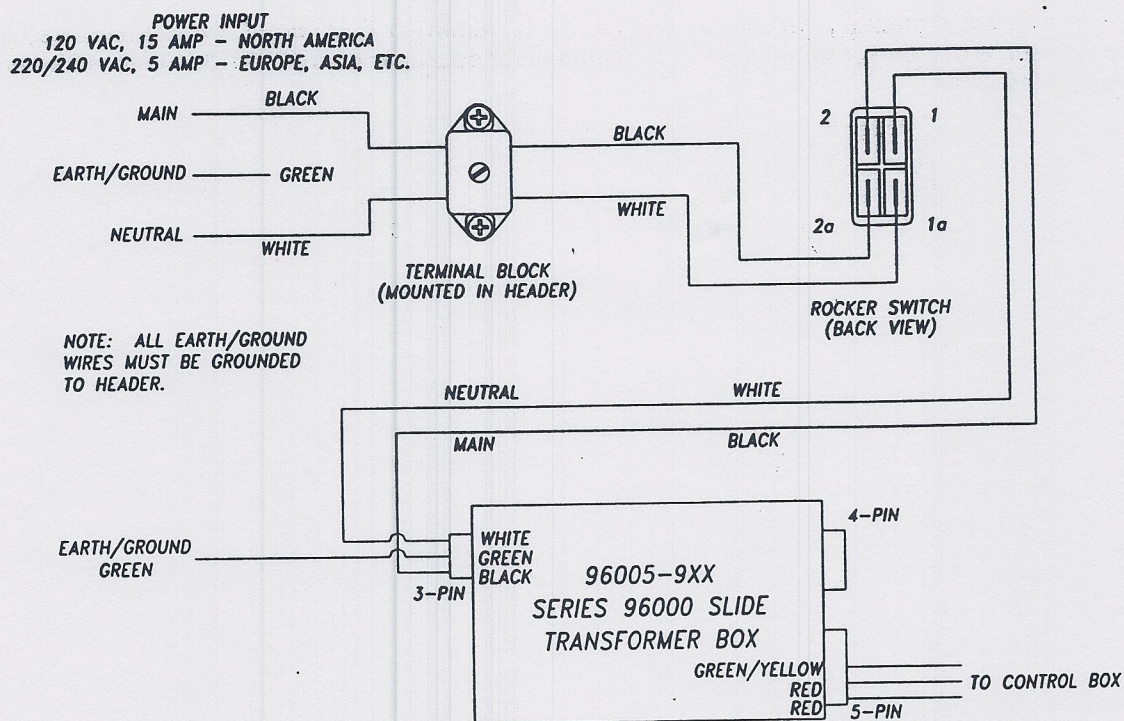 POWER INPUT
120 VAC, 15 AMP – NORTH AMERICA
220/240 VAC, 5 AMP – EUROPE, ASIA, ETC.
MAIN
BLACK
EARTH/GROUND
GREEN
NEUTRAL
WHITE
BLACK
WHITE
TERMINAL BLOCK
(MOUNTED IN HEADER)
2
1
2a
1a
ROCKER SWITCH
(BACK VIEW)
NOTE: ALL EARTH/GROUND
WIRES MUST BE GROUNDED
TO HEADER.
NEUTRAL
WHITE
MAIN
BLACK
EARTH/GROUND
GREEN
WHITE
GREEN
BLACK
3-PIN
96005-9XX
SERIES 96000 SLIDE
TRANSFORMER BOX
4-PIN
GREEN/YELLOW
RED
RED
5-PIN
TO CONTROL BOX